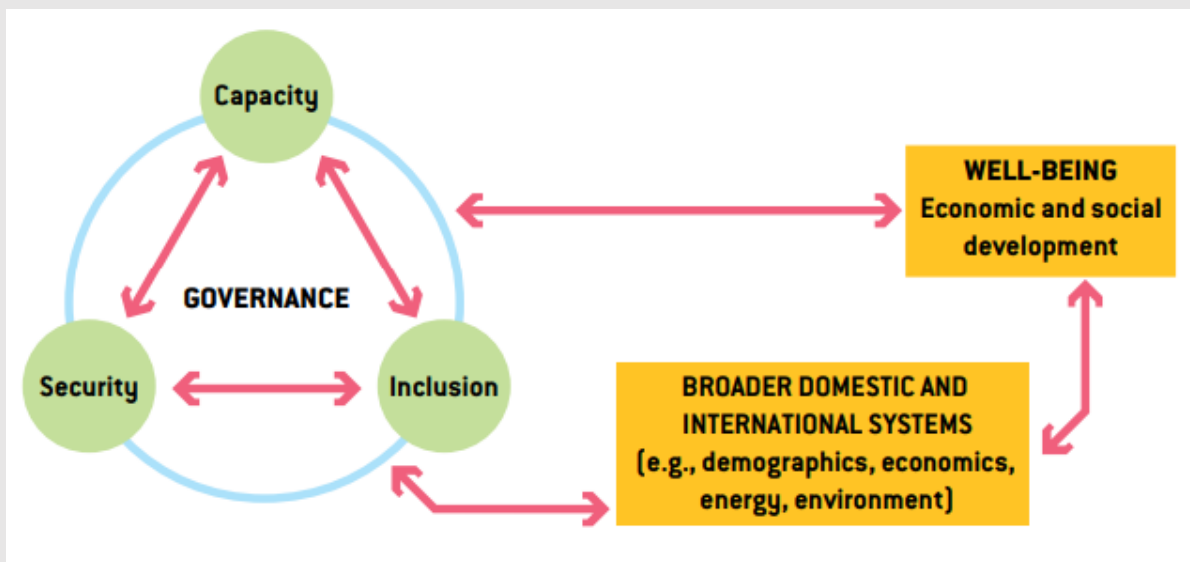 Capacity
GOVERNANCE
Security
Inclusion
WELL-BEING
Economic and social
development
BROADER DOMESTIC AND
INTERNATIONAL SYSTEMS
(e.g., demographics, economics,
energy, environment)